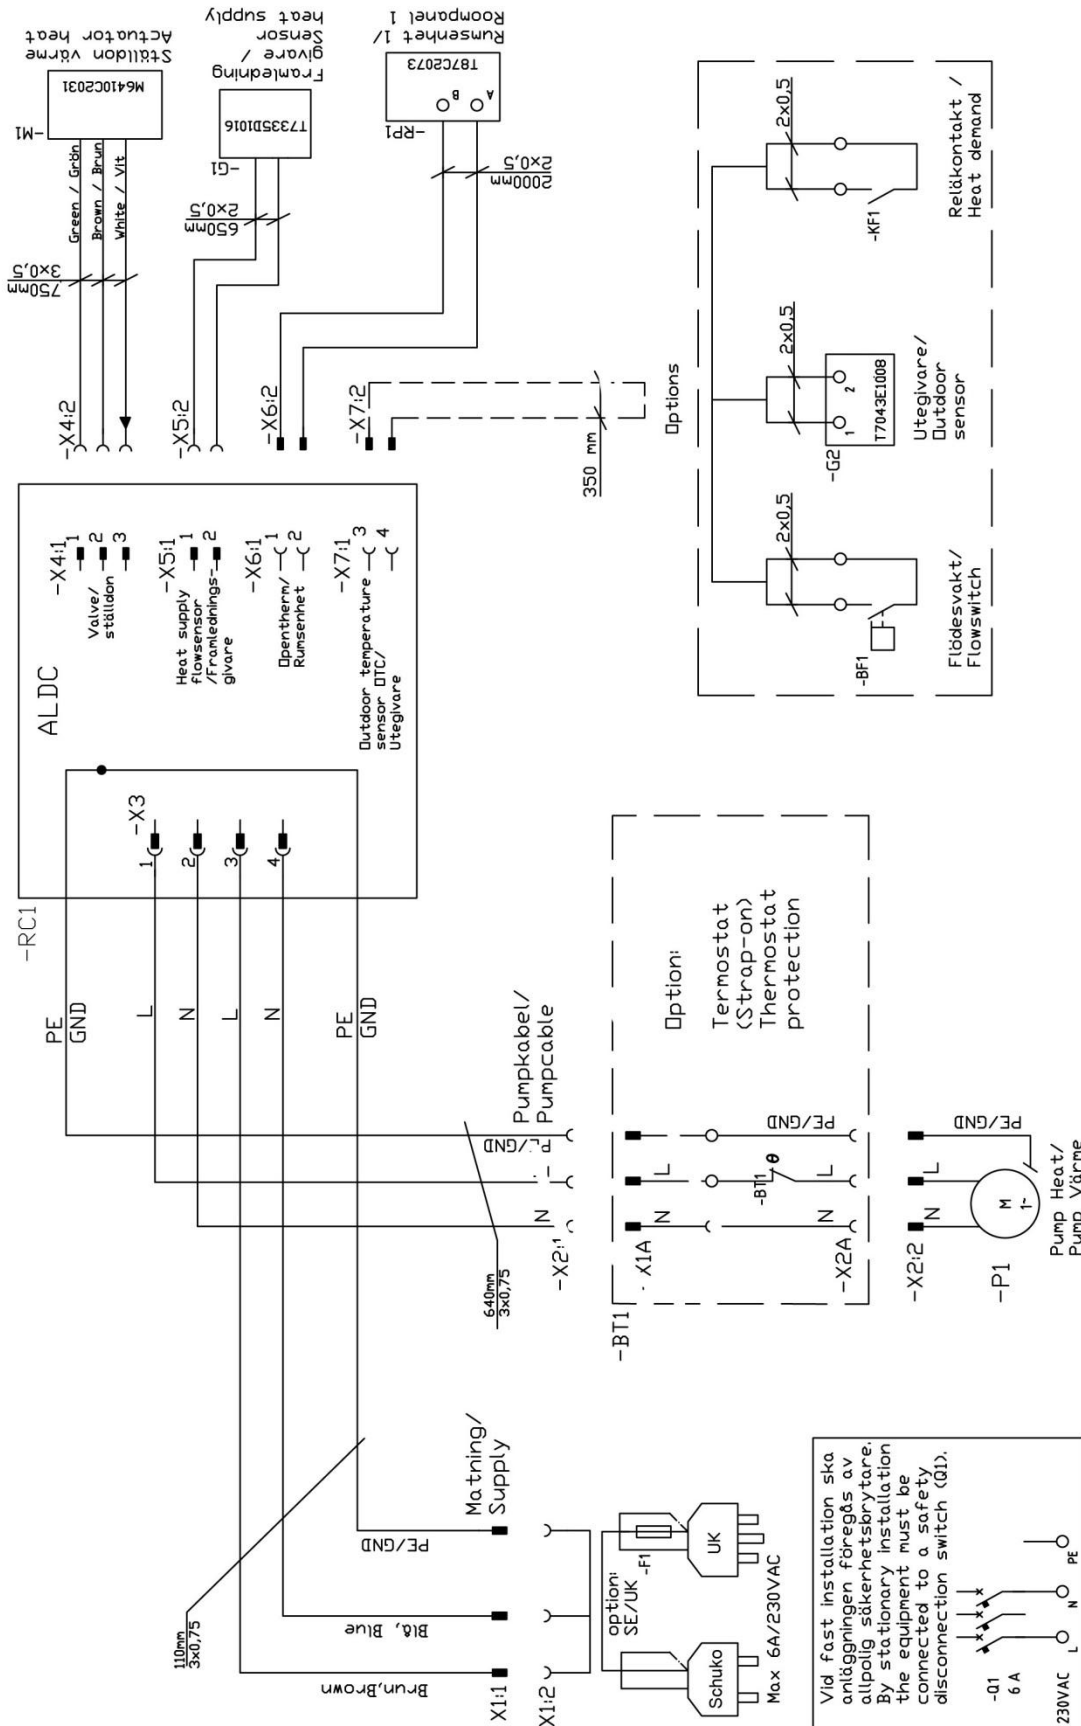 Ställdon värme
Actuator heat
M6410C2031
-M1
Green / Grön
Brown / Brun
White / Vit
750mm
3x0,5
-X4:2
Framledning
givare /
Sensor
heat supply
T7335D1016
-G1
650mm
2x0,5
-X5:2
Rumsenhet 1/
Roompanel 1
T87C2073
A
B
-RP1
2000mm
2x0,5
-X6:2
-X7:2
350 mm
Options
-RC1
ALDC
-X4:1
1
2
3
Valve/
ställdon
-X5:1
1
2
Heat supply
flowsensor
/Framlednings-
givare
-X6:1
1
2
Opentherm/
Rumsenhet
-X7:1
3
4
Outdoor temperature
sensor OTC/
Utegivare
-X3
1
2
3
4
PE
GND
L
N
L
N
PE
GND
2x0,5
-KF1
Reläkontakt /
Heat demand
2x0,5
1
2
-G2
T7043E1008
Utegivare/
Outdoor
sensor
2x0,5
-BF1
Flödesvakt/
Flowswitch
Pumpkabel/
Pumpcable
640mm
3x0,75
PE/GND
N
-X2:1
-BT1
X1A
Option:
Termostat
(Strap-on)
Thermostat
protection
L
N
-BT1
θ
PE/GND
L
N
-X2A
-X2:2
PE/GND
L
N
-P1
M
1~
Pump Heat/
Pump Värme
110mm
3x0,75
Matning/
Supply
PE/GND
Blå, Blue
Brun,Brown
X1:1
X1:2
option:
SE/UK
-F1
Schuko
UK
Max 6A/230VAC
Vid fast installation ska
anläggningen föregås av
allpolig säkerhetsbrytare.
By stationary installation
the equipment must be
connected to a safety
disconnection switch (Q1).
-Q1
6 A
230VAC
L
N
PE